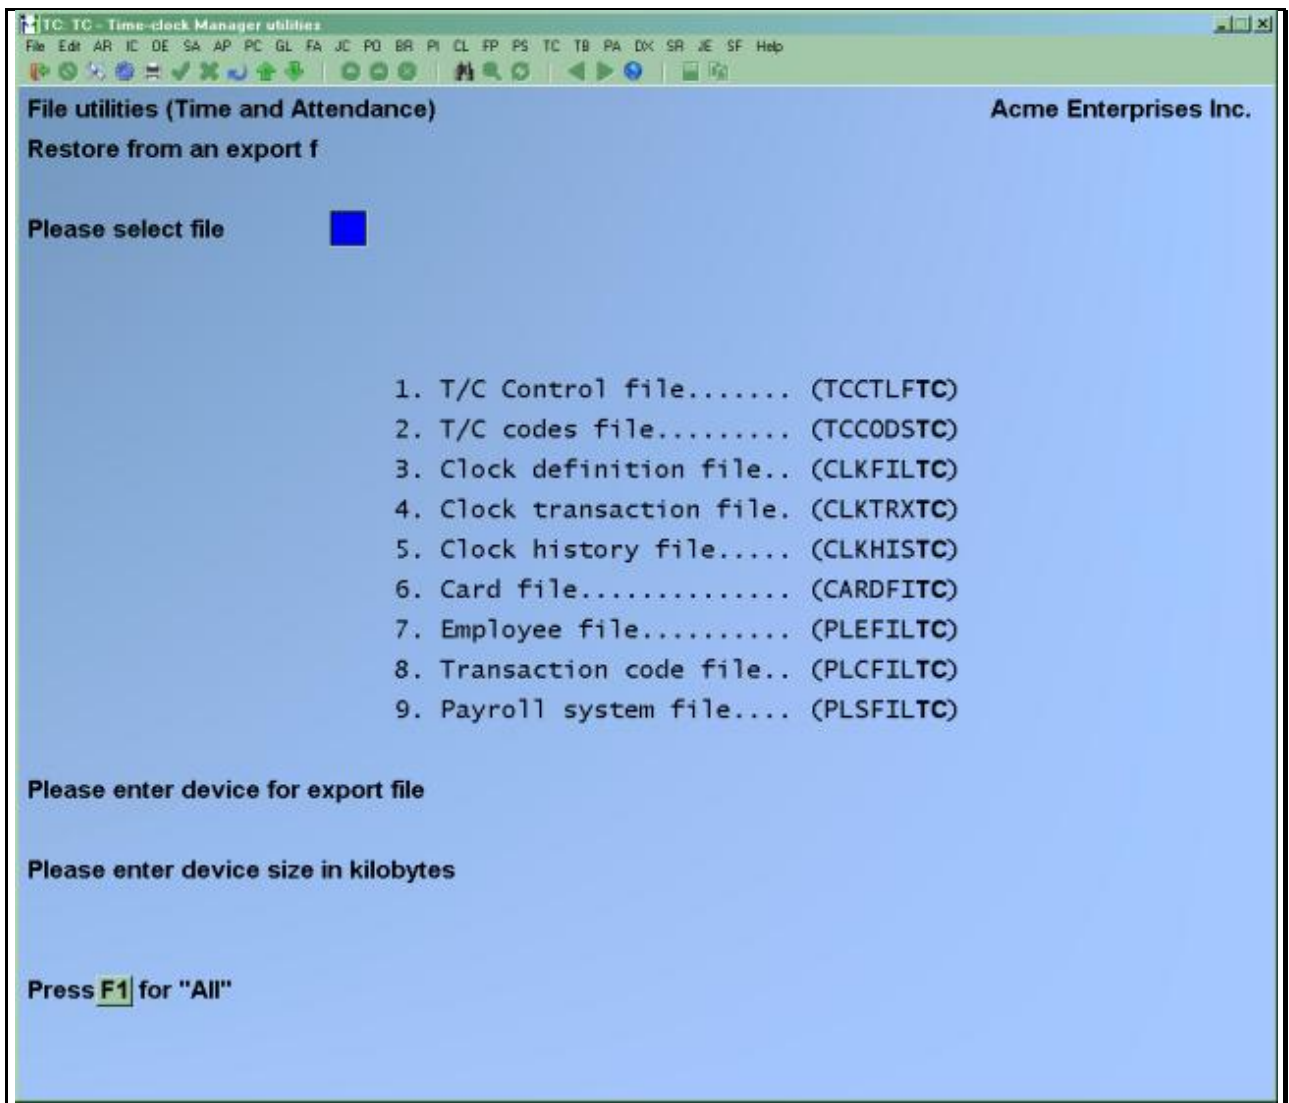 TC: TC - Time-clock Manager utilities
File Edit AR IC OE SA AP PC GL FA JC PO BR PI CL FP PS TC TB PA DX SR JE SF Help
File utilities (Time and Attendance) Acme Enterprises Inc.
Restore from an export f
Please select file
1. T/C Control file....... (TCCTLFTC)
2. T/C codes file......... (TCCODSTC)
3. Clock definition file.. (CLKFILTC)
4. Clock transaction file. (CLKTRXTC)
5. Clock history file..... (CLKHISTC)
6. Card file.............. (CARDFITC)
7. Employee file.......... (PLEFILTC)
8. Transaction code file.. (PLCFILTC)
9. Payroll system file.... (PLSFILTC)
Please enter device for export file
Please enter device size in kilobytes
Press F1 for "All"